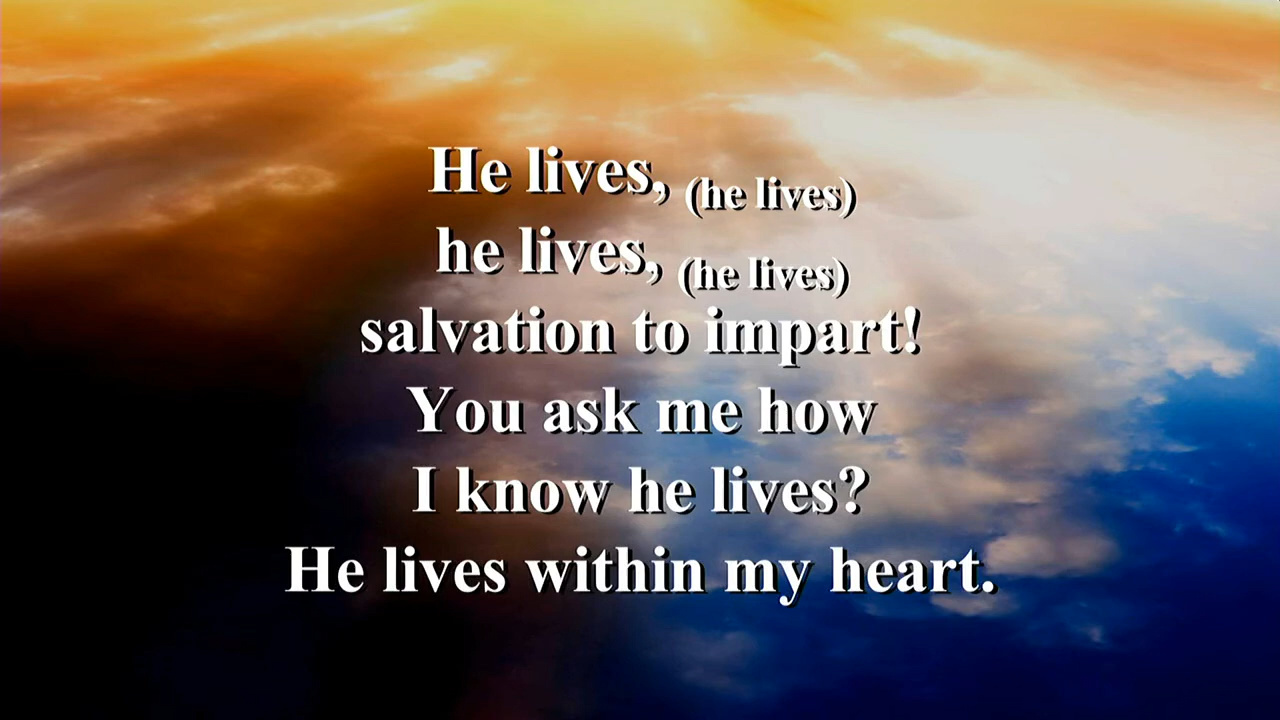 He lives, (he lives)
he lives, (he lives)
salvation to impart!
You ask me how
I know he lives?
He lives within my heart.